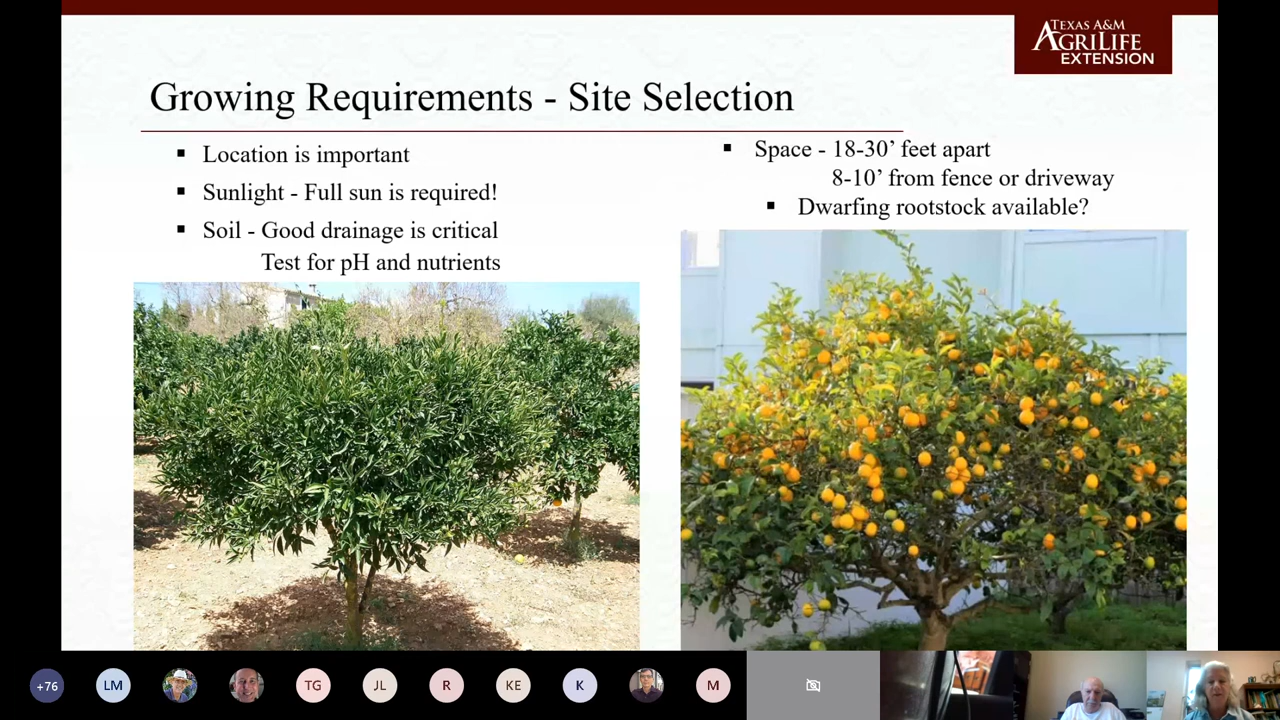 TEXAS A&M
AGRILIFE
EXTENSION
Growing Requirements - Site Selection
▪ Location is important
▪ Sunlight - Full sun is required!
▪ Soil - Good drainage is critical
Test for pH and nutrients
▪ Space - 18-30’ feet apart
8-10’ from fence or driveway
▪ Dwarfing rootstock available?
+76
LM
TG
JL
R
KE
K
M